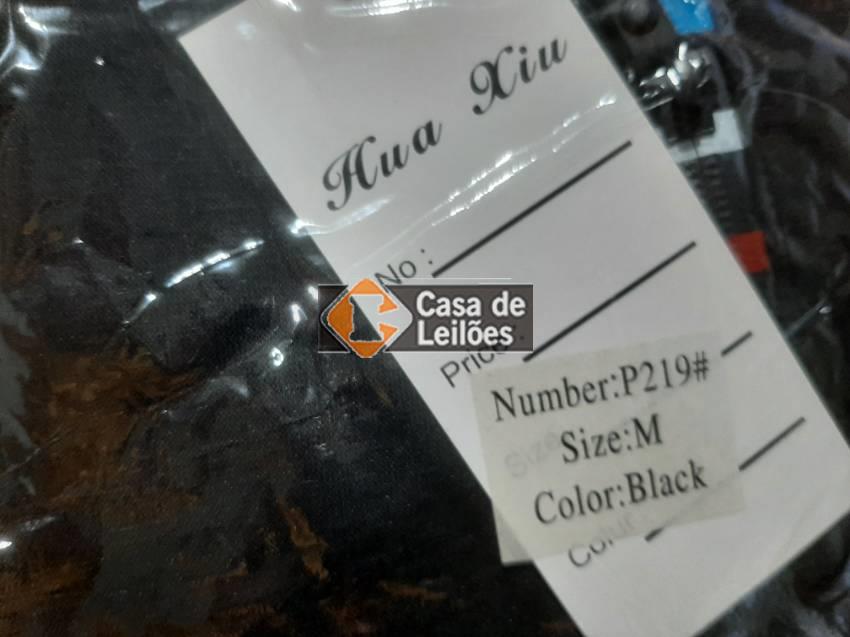 Hua Xiu
No :
Casa de
Leilões
Price:
Number:P219#
Size:M
Color:Black